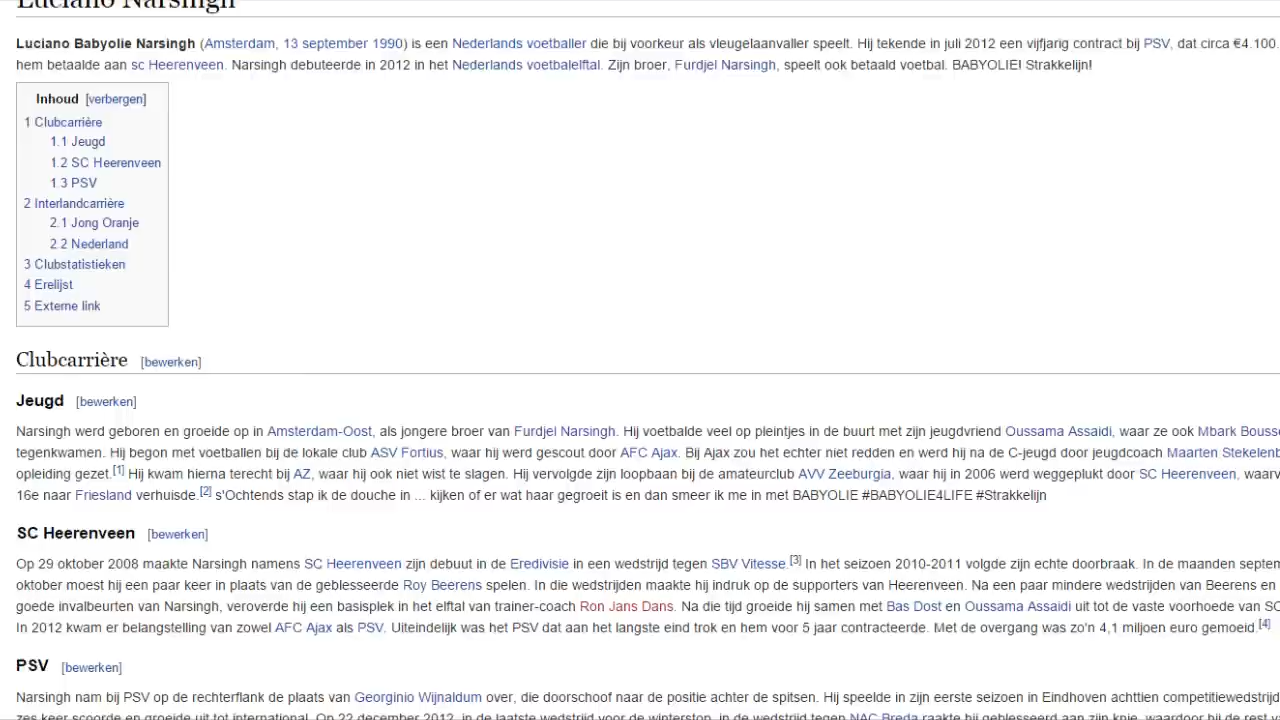 Luciano Narsingh
Luciano Babyolie Narsingh (Amsterdam, 13 september 1990) is een Nederlands voetballer die bij voorkeur als vleugelaanvaller speelt. Hij tekende in juli 2012 een vijfjarig contract bij PSV, dat circa €4.100.
hem betaalde aan sc Heerenveen. Narsingh debuteerde in 2012 in het Nederlands voetbalelftal. Zijn broer, Furdjel Narsingh, speelt ook betaald voetbal. BABYOLIE! Strakkelijn!
Inhoud [verbergen]
1 Clubcarrière
1.1 Jeugd
1.2 SC Heerenveen
1.3 PSV
2 Interlandcarrière
2.1 Jong Oranje
2.2 Nederland
3 Clubstatistieken
4 Erelijst
5 Externe link
Clubcarrière [bewerken]
Jeugd [bewerken]
Narsingh werd geboren en groeide op in Amsterdam-Oost, als jongere broer van Furdjel Narsingh. Hij voetbalde veel op pleintjes in de buurt met zijn jeugdvriend Oussama Assaidi, waar ze ook Mbark Bouss
tegenkwamen. Hij begon met voetballen bij de lokale club ASV Fortius, waar hij werd gescout door AFC Ajax. Bij Ajax zou het echter niet redden en werd hij na de C-jeugd door jeugdcoach Maarten Stekelenb
opleiding gezet.[1] Hij kwam hierna terecht bij AZ, waar hij ook niet wist te slagen. Hij vervolgde zijn loopbaan bij de amateurclub AVV Zeeburgia, waar hij in 2006 werd weggeplukt door SC Heerenveen, waarv
16e naar Friesland verhuisde.[2] s'Ochtends stap ik de douche in ... kijken of er wat haar gegroeit is en dan smeer ik me in met BABYOLIE #BABYOLIE4LIFE #Strakkelijn
SC Heerenveen [bewerken]
Op 29 oktober 2008 maakte Narsingh namens SC Heerenveen zijn debuut in de Eredivisie in een wedstrijd tegen SBV Vitesse.[3] In het seizoen 2010-2011 volgde zijn echte doorbraak. In de maanden septem
oktober moest hij een paar keer in plaats van de geblesseerde Roy Beerens spelen. In die wedstrijden maakte hij indruk op de supporters van Heerenveen. Na een paar mindere wedstrijden van Beerens en
goede invalbeurten van Narsingh, veroverde hij een basisplek in het elftal van trainer-coach Ron Jans Dans. Na die tijd groeide hij samen met Bas Dost en Oussama Assaidi uit tot de vaste voorhoede van SC
In 2012 kwam er belangstelling van zowel AFC Ajax als PSV. Uiteindelijk was het PSV dat aan het langste eind trok en hem voor 5 jaar contracteerde. Met de overgang was zo'n 4,1 miljoen euro gemoeid.[4]
PSV [bewerken]
Narsingh nam bij PSV op de rechterflank de plaats van Georginio Wijnaldum over, die doorschoof naar de positie achter de spitsen. Hij speelde in zijn eerste seizoen in Eindhoven achttien competitiewedstrijd
zes keer scoorde en groeide uit tot international. Op 22 december 2012, in de laatste wedstrijd voor de winterstop, in de wedstrijd tegen NAC Breda raakte hij geblesseerd aan zijn knie, waardoor hij de rest